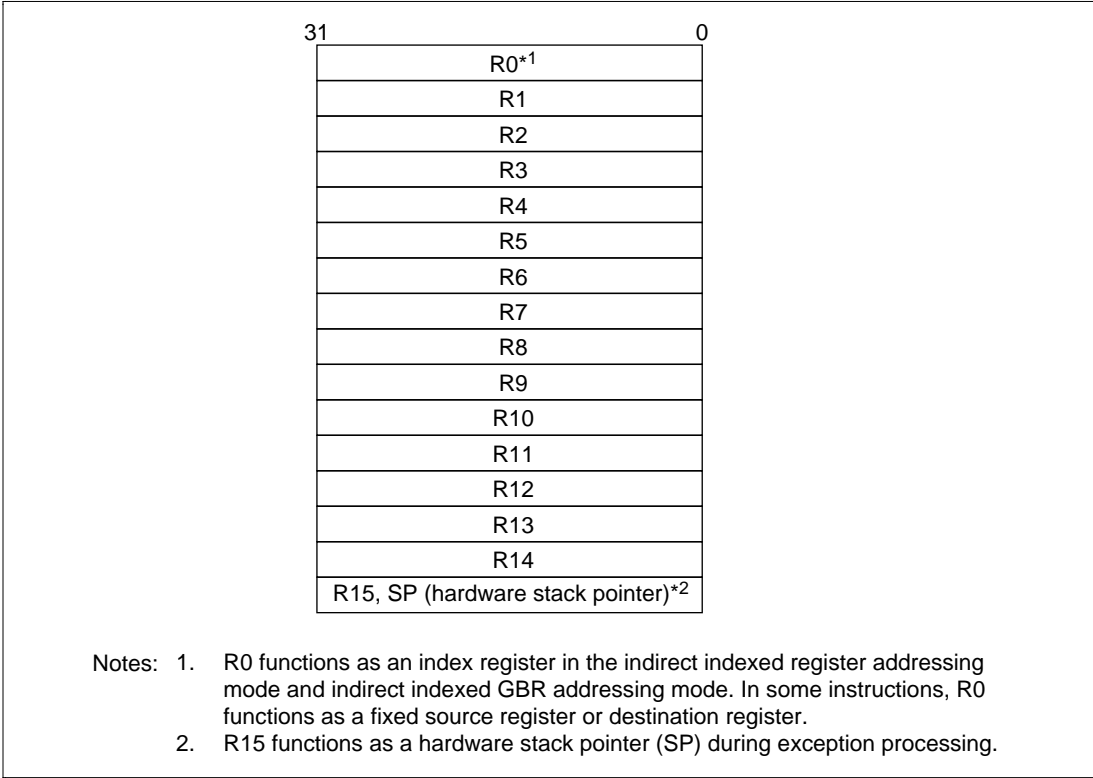 31 0
R0*1
R1
R2
R3
R4
R5
R6
R7
R8
R9
R10
R11
R12
R13
R14
R15, SP (hardware stack pointer)*2
Notes: 1. R0 functions as an index register in the indirect indexed register addressing
mode and indirect indexed GBR addressing mode. In some instructions, R0
functions as a fixed source register or destination register.
2. R15 functions as a hardware stack pointer (SP) during exception processing.